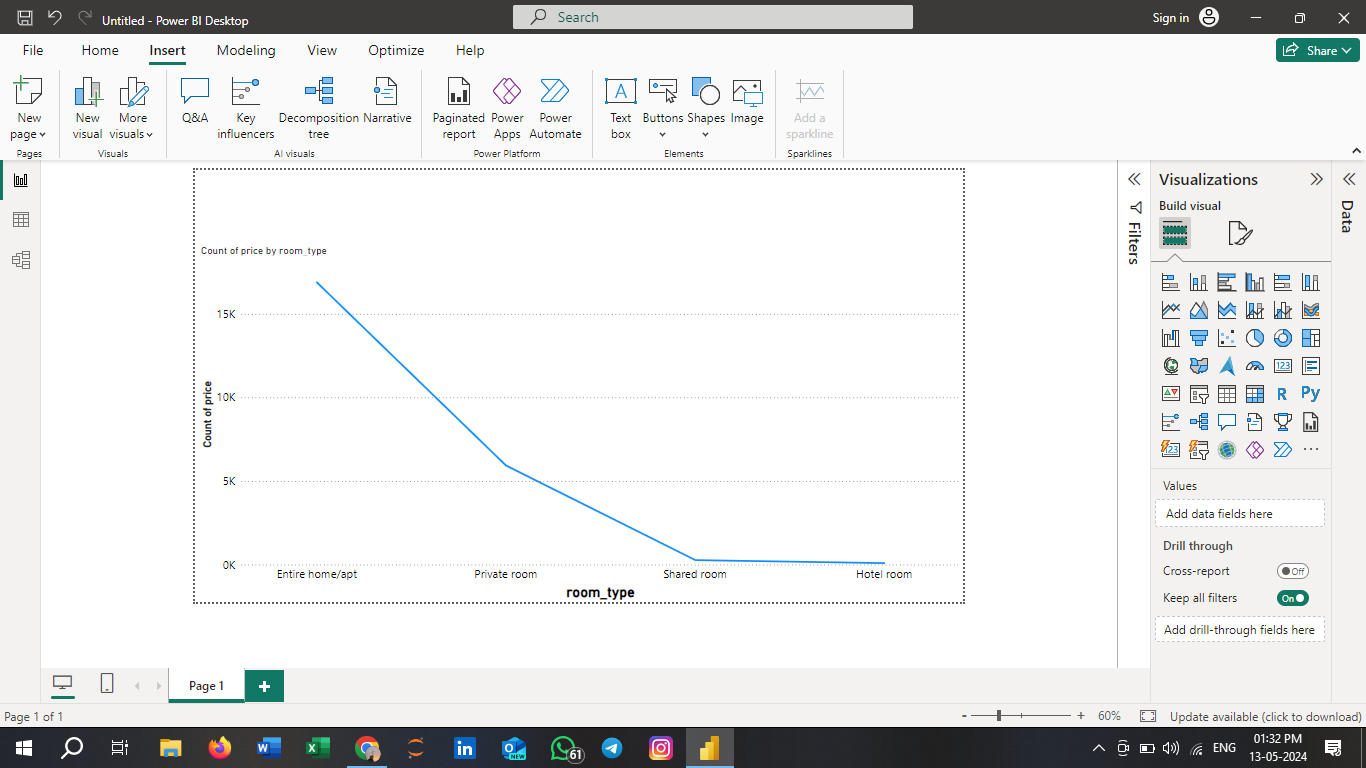 Untitled - Power BI Desktop
Search
Sign in
File Home Insert Modeling View Optimize Help
Share
New page
New visual
More visuals
Q&A
Key influencers
Decomposition tree
Narrative
Paginated report
Power Apps
Power Automate
Text box
Buttons
Shapes
Image
Add a sparkline
Pages Visuals AI visuals Power Platform Elements Sparklines
Count of price by room_type
15K
10K
5K
0K
Count of price
Entire home/apt Private room Shared room Hotel room
room_type
Filters
Visualizations
Build visual
123
R Py
123
Values
Add data fields here
Drill through
Cross-report Off
Keep all filters On
Add drill-through fields here
Data
Page 1
Page 1 of 1
60%
Update available (click to download)
61
NEW
ENG
01:32 PM
13-05-2024